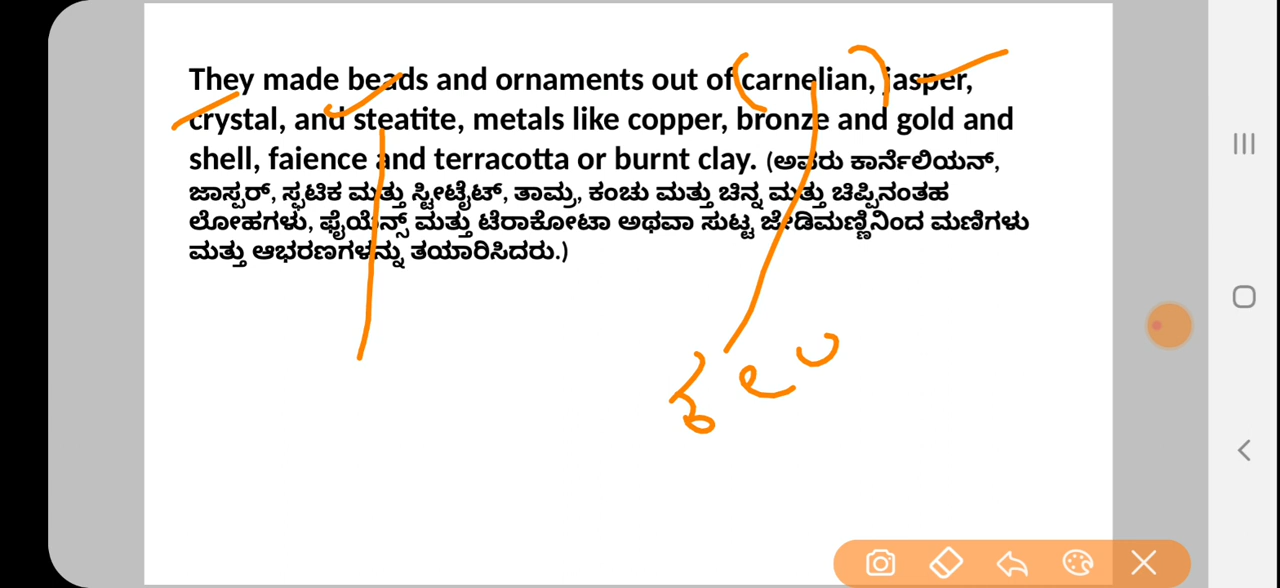 They made beads and ornaments out of carnelian, jasper,
crystal, and steatite, metals like copper, bronze and gold and
shell, faience and terracotta or burnt clay. (ಅವರು ಕಾರ್ನೆಲಿಯನ್,
ಜಾಸ್ಪರ್, ಸ್ಫಟಿಕ ಮತ್ತು ಸ್ಟೀಟೈಟ್, ತಾಮ್ರ, ಕಂಚು ಮತ್ತು ಚಿನ್ನ ಮತ್ತು ಚಿಪ್ಪಿನಂತಹ
ಲೋಹಗಳು, ಫೈಯೆನ್ಸ್ ಮತ್ತು ಟೆರಾಕೋಟಾ ಅಥವಾ ಸುಟ್ಟ ಜೇಡಿಮಣ್ಣಿನಿಂದ ಮಣಿಗಳು
ಮತ್ತು ಆಭರಣಗಳನ್ನು ತಯಾರಿಸಿದರು.)